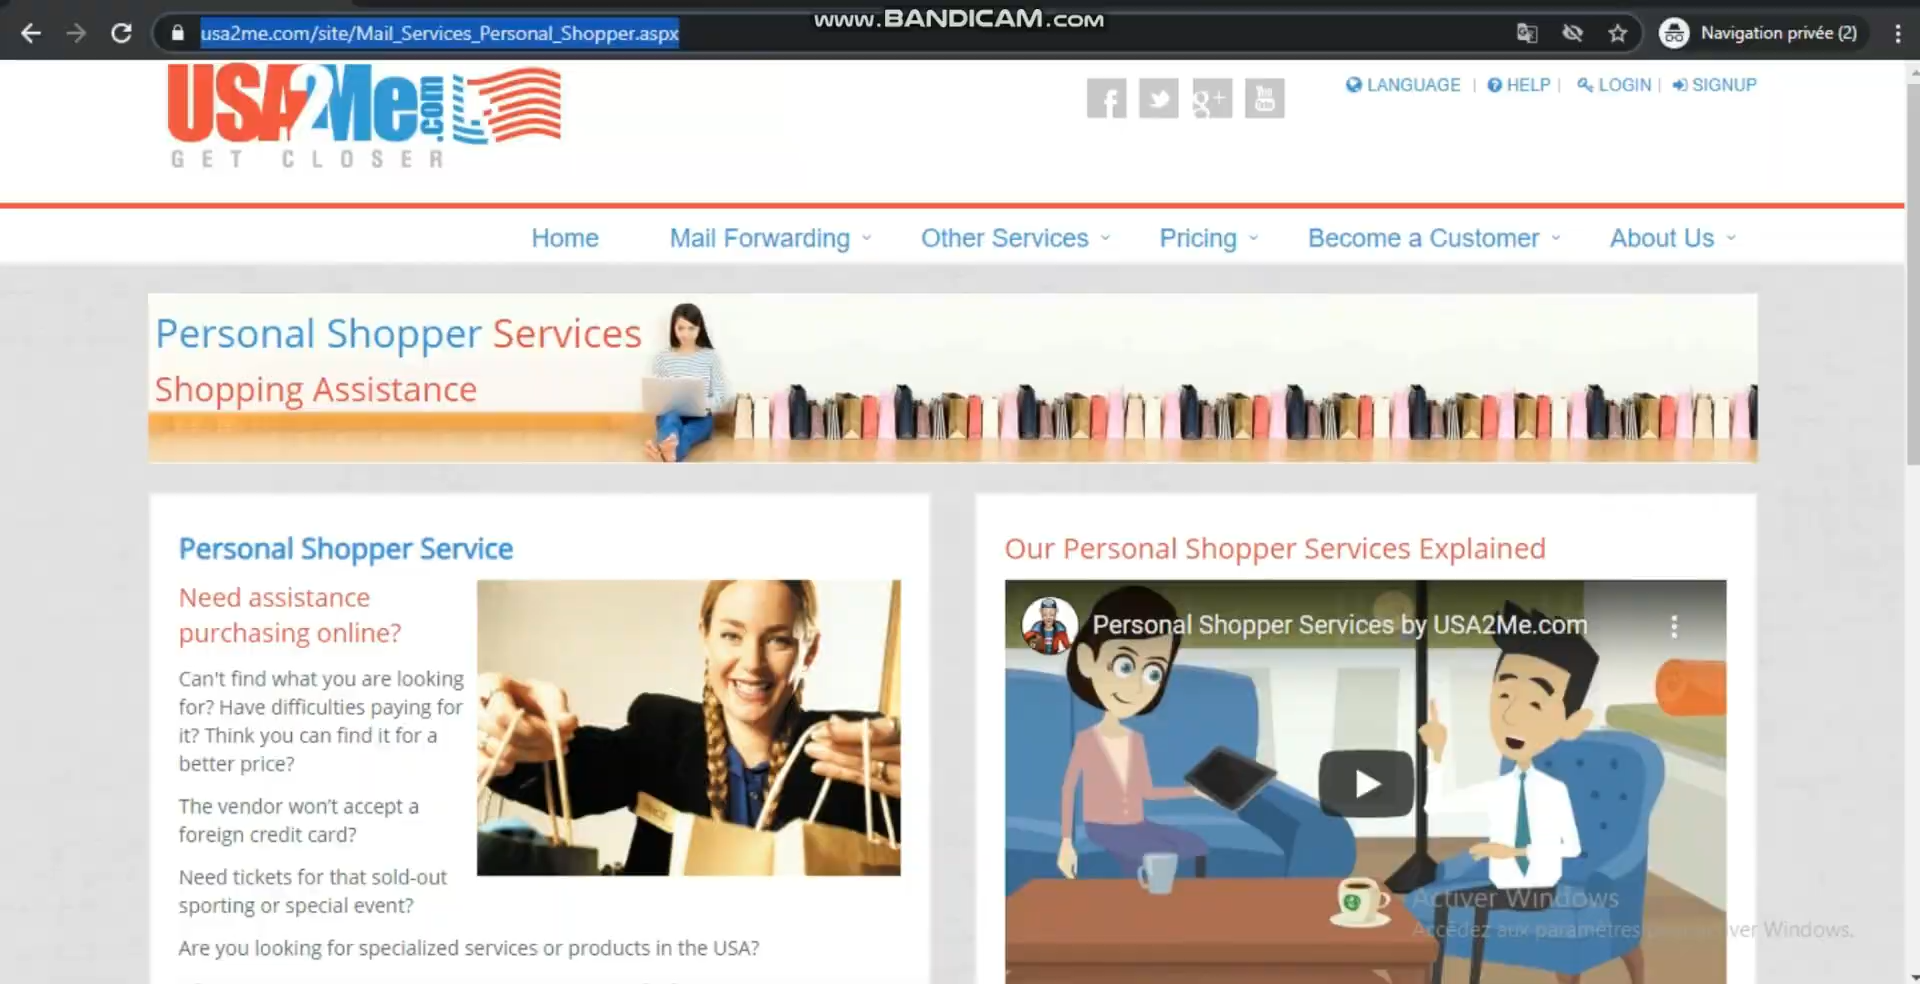 www.BANDICAM.com
usa2me.com/site/Mail_Services_Personal_Shopper.aspx
Navigation privée (2)
USA2Me.com
GET CLOSER
LANGUAGE | HELP | LOGIN | SIGNUP
Home Mail Forwarding Other Services Pricing Become a Customer About Us
Personal Shopper Services
Shopping Assistance
Personal Shopper Service
Need assistance
purchasing online?
Can't find what you are looking
for? Have difficulties paying for
it? Think you can find it for a
better price?
The vendor won’t accept a
foreign credit card?
Need tickets for that sold-out
sporting or special event?
Are you looking for specialized services or products in the USA?
Our Personal Shopper Services Explained
Personal Shopper Services by USA2Me.com
Activer Windows
Accédez aux paramètres ver Windows.